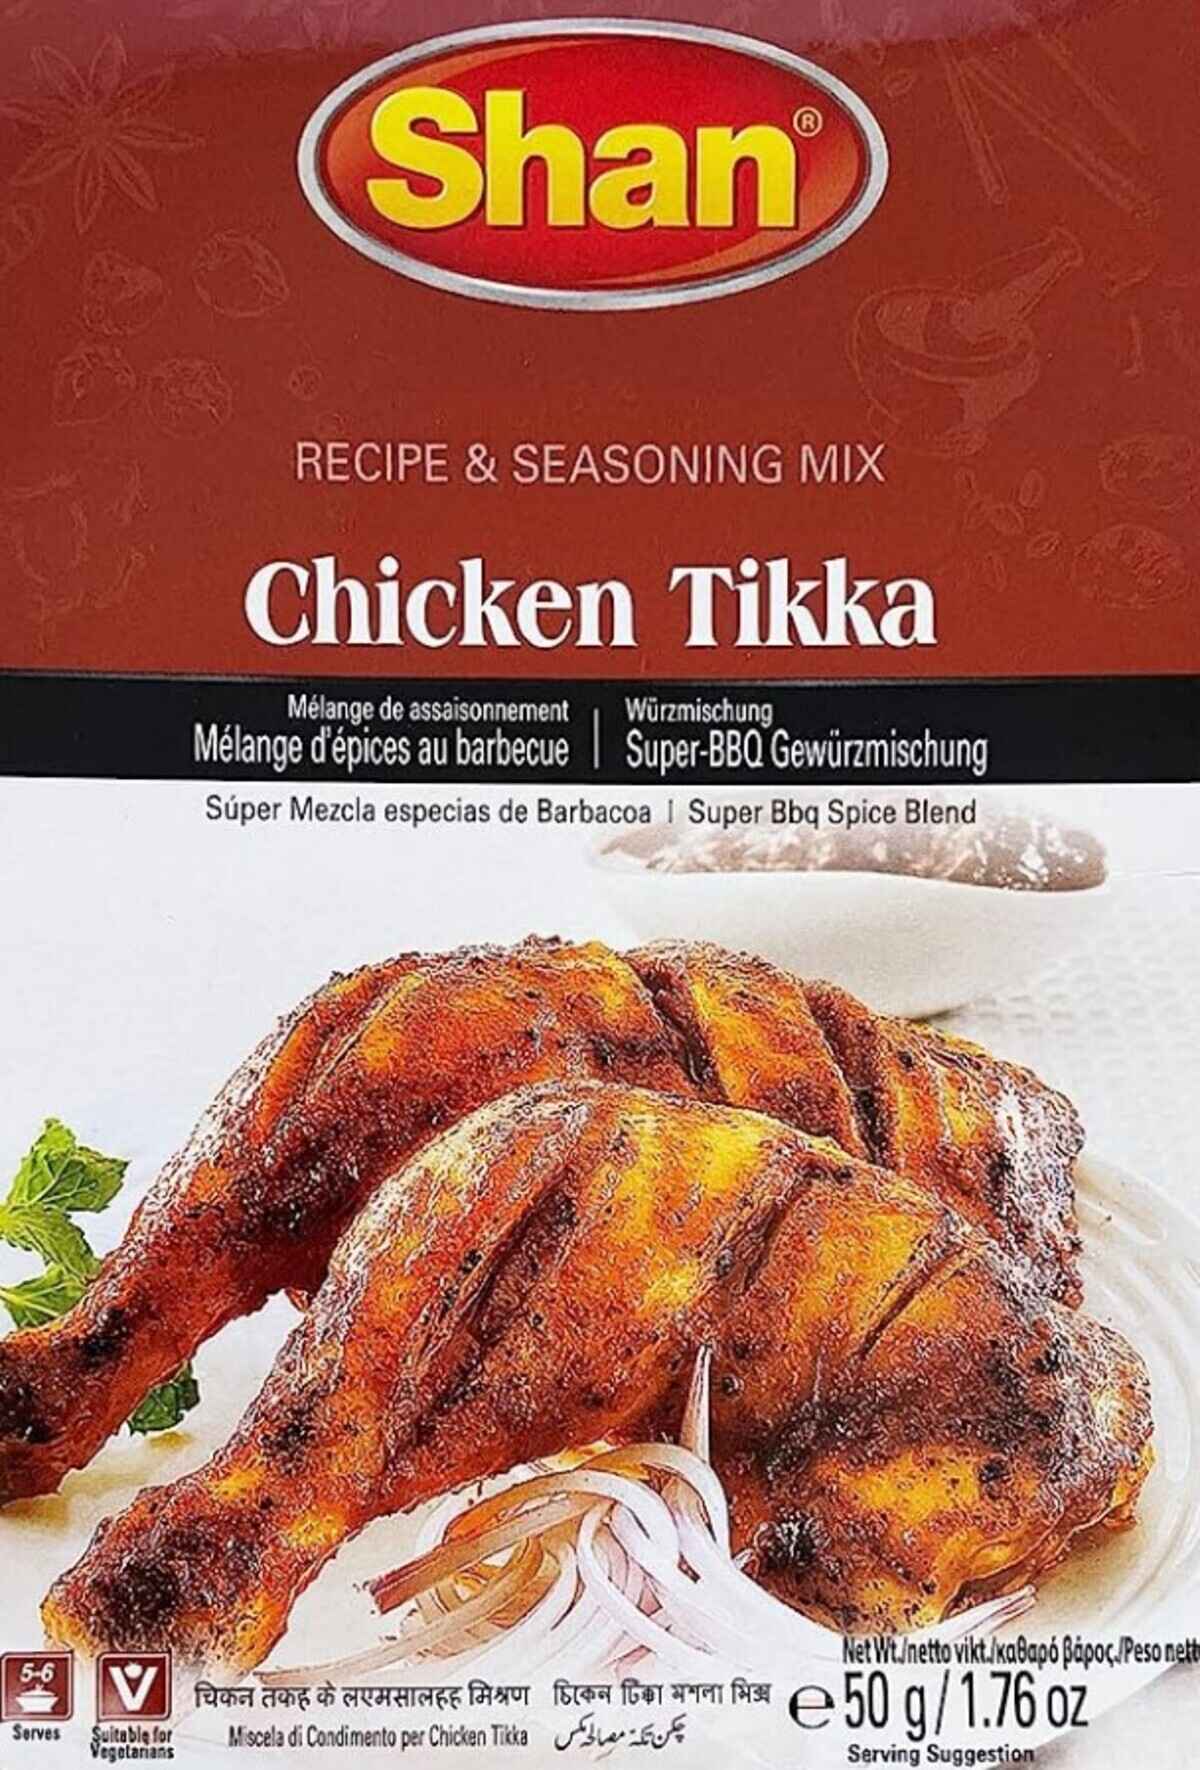 Shan®
RECIPE & SEASONING MIX
Chicken Tikka
Mélange de assaisonnement
Mélange d'épices au barbecue
Würzmischung
Super-BBQ Gewürzmischung
Súper Mezcla especias de Barbacoa | Super Bbq Spice Blend
5-6
Serves
V
Suitable for
Vegetarians
चिकन तकह के लएमसालहह मिश्रण
চিকেন টিক্কা মশলা মিক্স
Miscela di Condimento per Chicken Tikka
چکن تکہ مصالحہ مکس
Net Wt./netto vikt./καθαρό βάρος./Peso nett
℮ 50 g/1.76 oz
Serving Suggestion